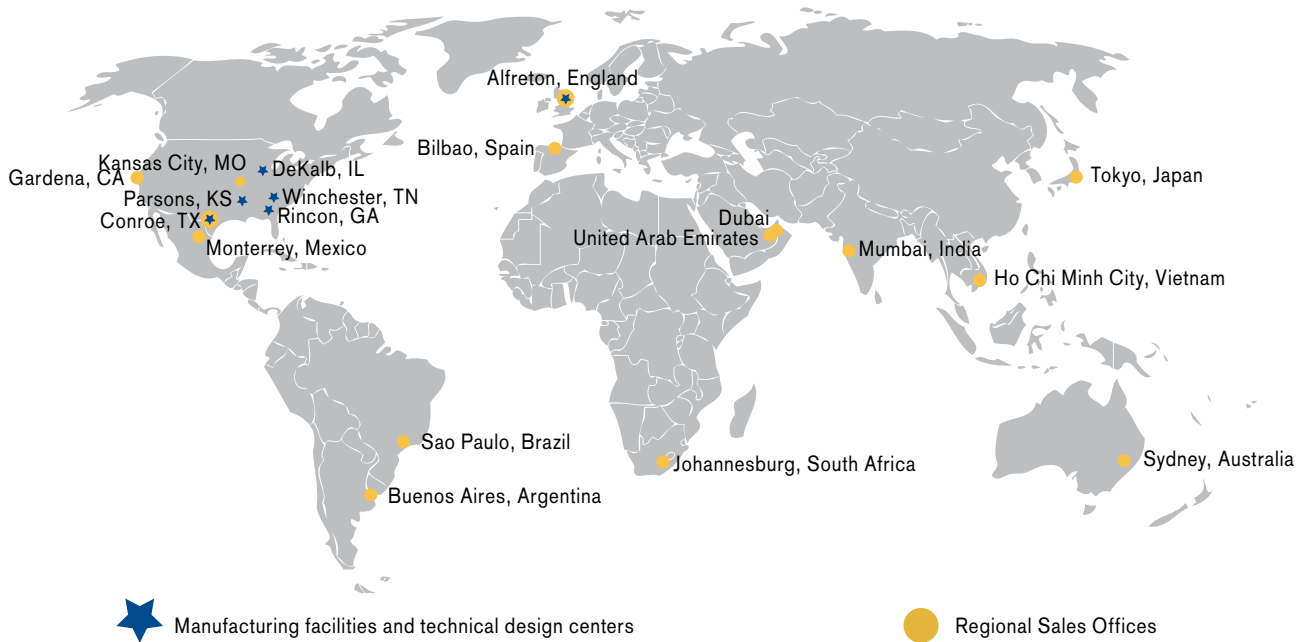 Alfreton, England
Bilbao, Spain
Kansas City, MO
DeKalb, IL
Gardena, CA
Tokyo, Japan
Parsons, KS
Winchester, TN
Conroe, TX
Rincon, GA
Dubai
United Arab Emirates
Monterrey, Mexico
Mumbai, India
Ho Chi Minh City, Vietnam
Sao Paulo, Brazil
Johannesburg, South Africa
Sydney, Australia
Buenos Aires, Argentina
Manufacturing facilities and technical design centers
Regional Sales Offices